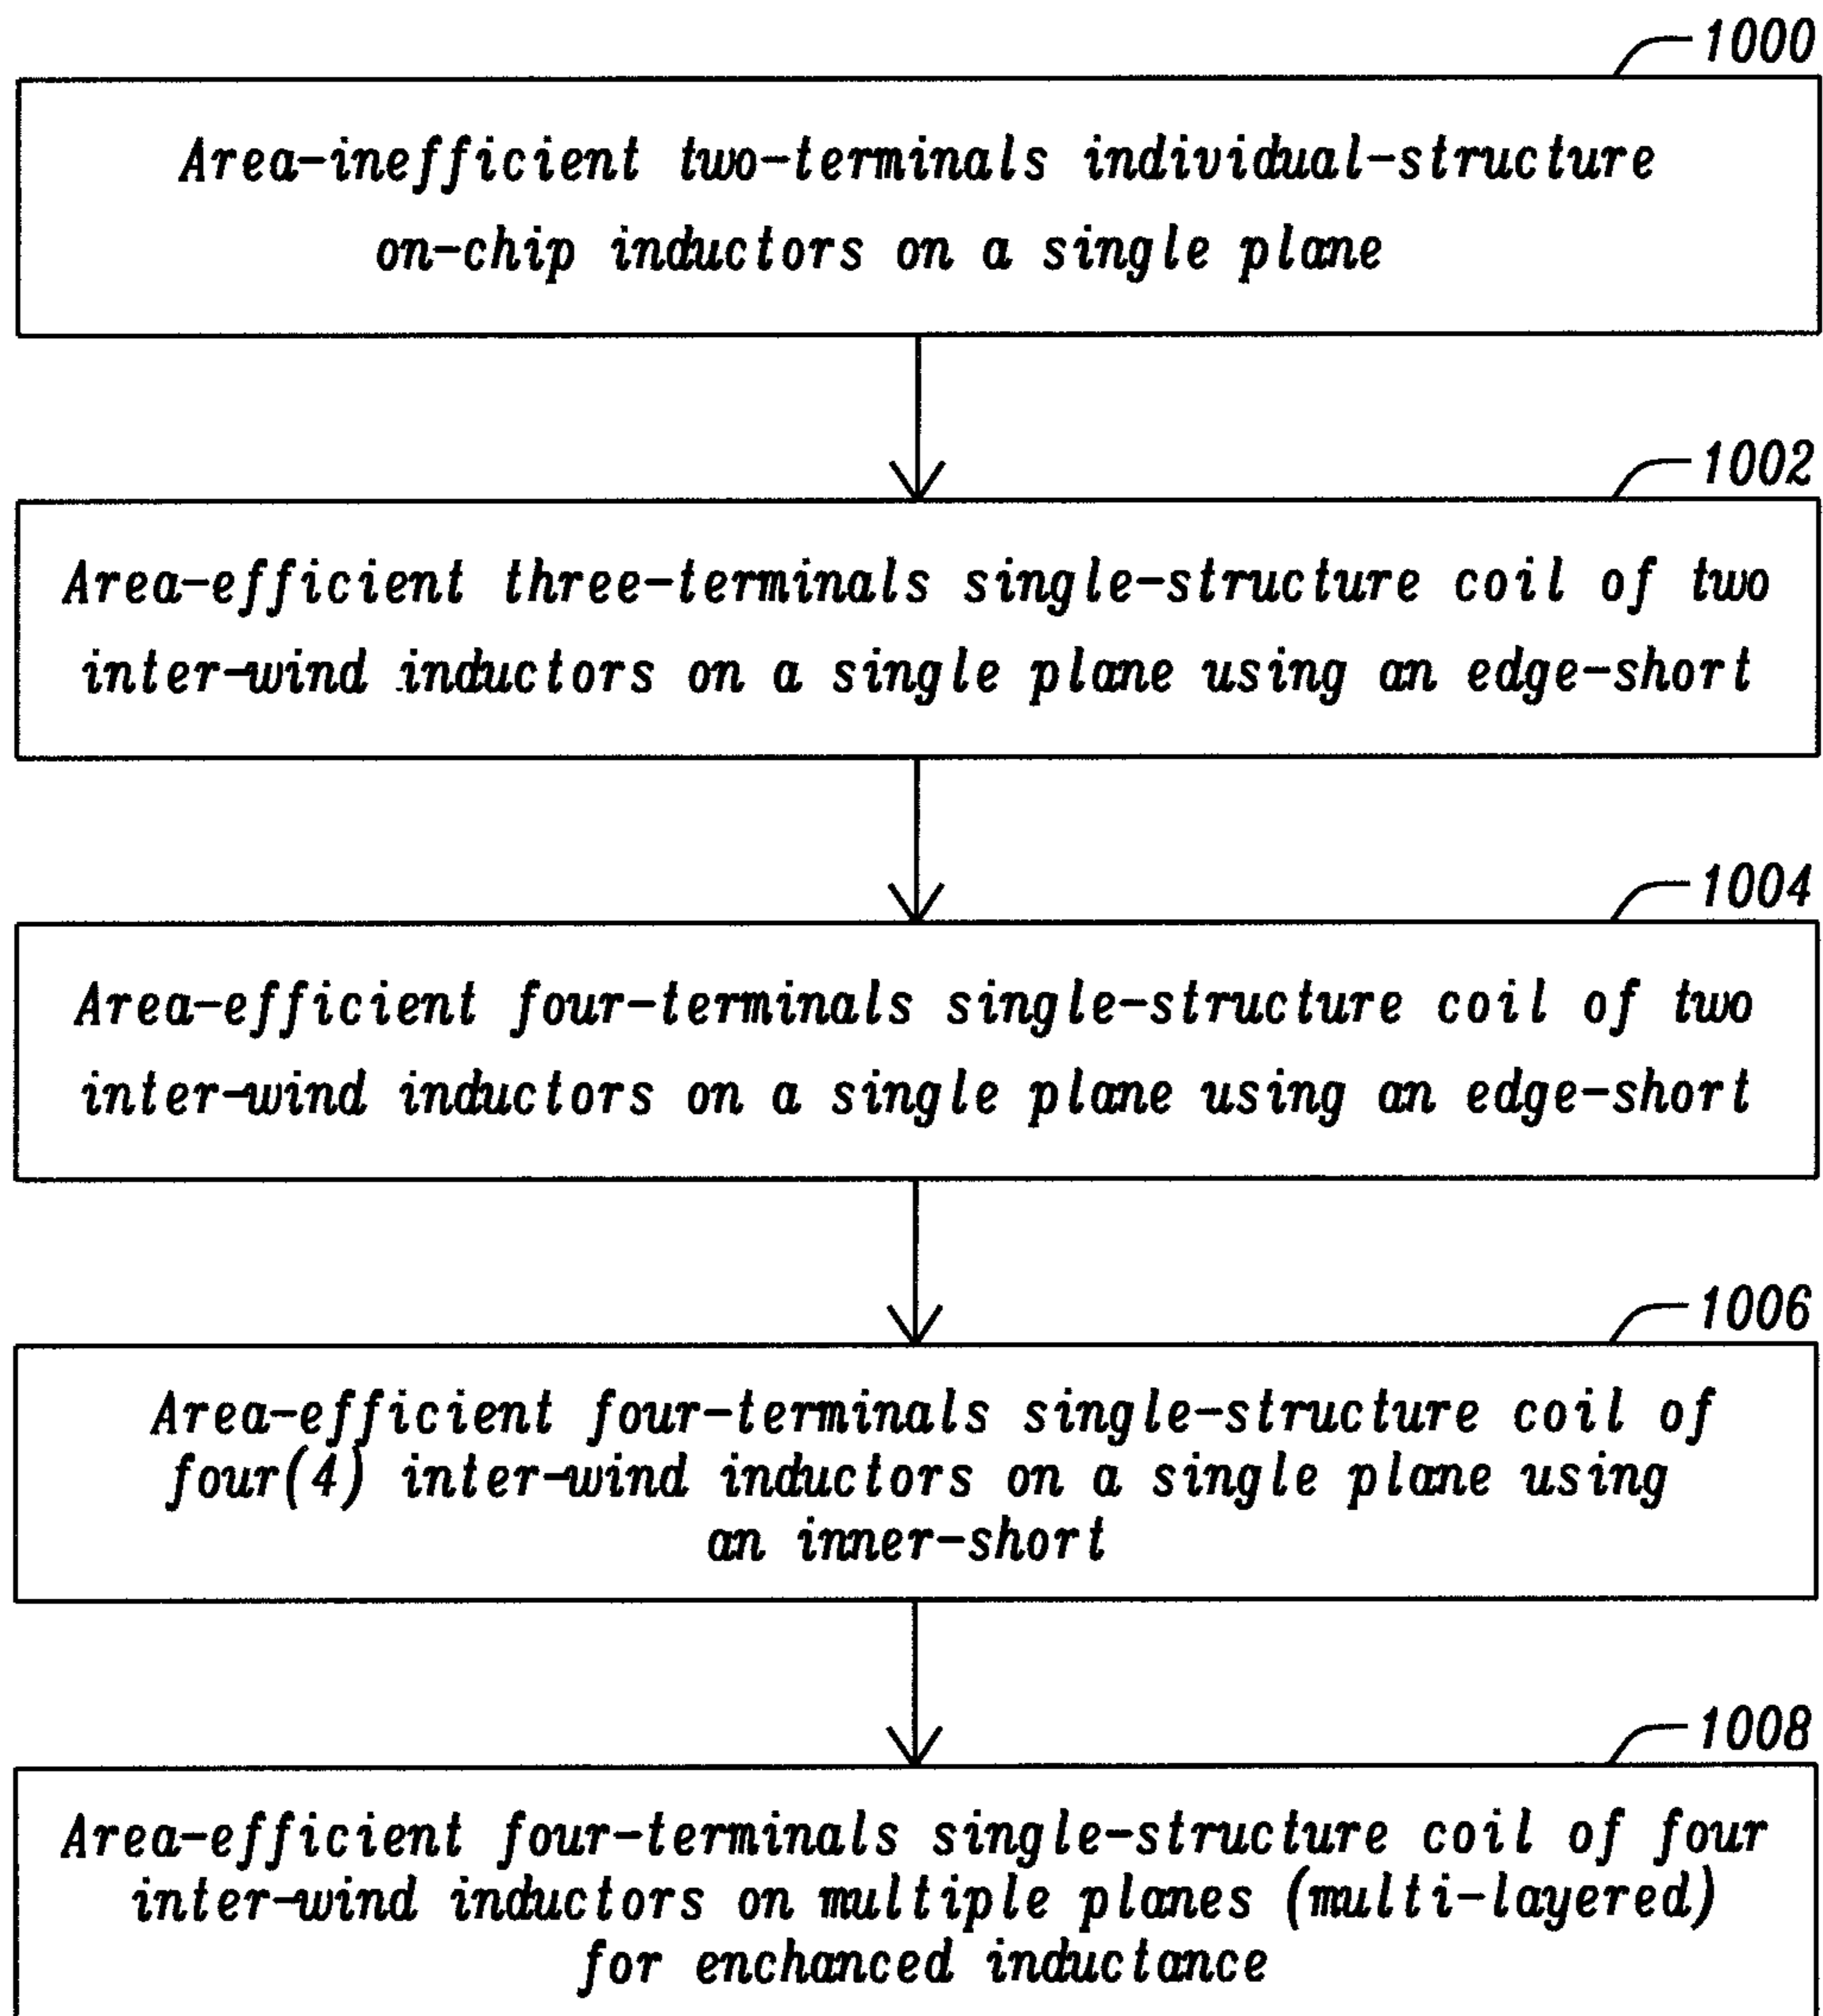 1000
Area-inefficient two-terminals individual-structure
on-chip inductors on a single plane
1002
Area-efficient three-terminals single-structure coil of two
inter-wind inductors on a single plane using an edge-short
1004
Area-efficient four-terminals single-structure coil of two
inter-wind inductors on a single plane using an edge-short
1006
Area-efficient four-terminals single-structure coil of
four(4) inter-wind inductors on a single plane using
an inner-short
1008
Area-efficient four-terminals single-structure coil of four
inter-wind inductors on multiple planes (multi-layered)
for enchanced inductance